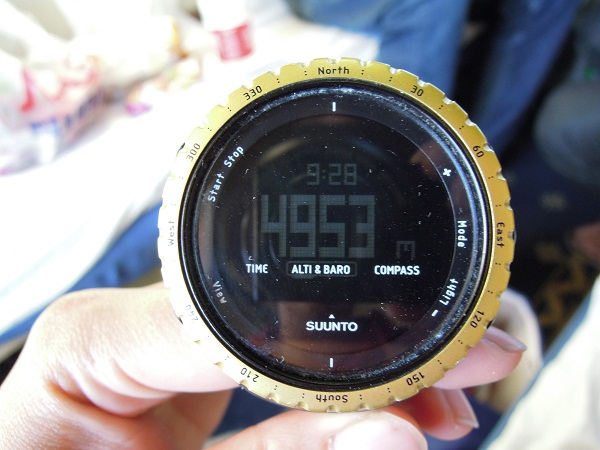 North
330
30
300
60
Start Stop
+
9:28
4953
m
West
East
Mode
TIME
ALTI & BARO
COMPASS
View
- Light
240
120
SUUNTO
210
150
South